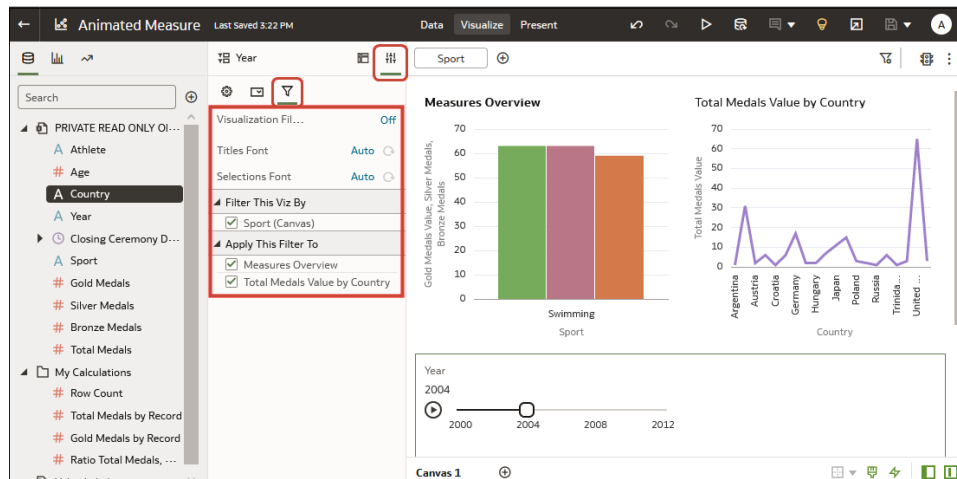 Animated Measure Last Saved 3:22 PM Data Visualize Present A
Search
PRIVATE READ ONLY Ol...
A Athlete
# Age
A Country
A Year
Closing Ceremony D...
A Sport
# Gold Medals
# Silver Medals
# Bronze Medals
# Total Medals
My Calculations
# Row Count
# Total Medals by Record
# Gold Medals by Record
# Ratio Total Medals, ...
Year
Visualization Fil... Off
Titles Font Auto
Selections Font Auto
Filter This Viz By
Sport (Canvas)
Apply This Filter To
Measures Overview
Total Medals Value by Country
Sport
Measures Overview
Gold Medals Value, Silver Medals,
Bronze Medals
70
60
50
40
30
20
10
0
Swimming
Sport
Total Medals Value by Country
Total Medals Value
70
60
50
40
30
20
10
0
Argentina
Austria
Croatia
Germany
Hungary
Japan
Poland
Russia
Trinida...
United ...
Country
Year
2004
2000 2004 2008 2012
Canvas 1